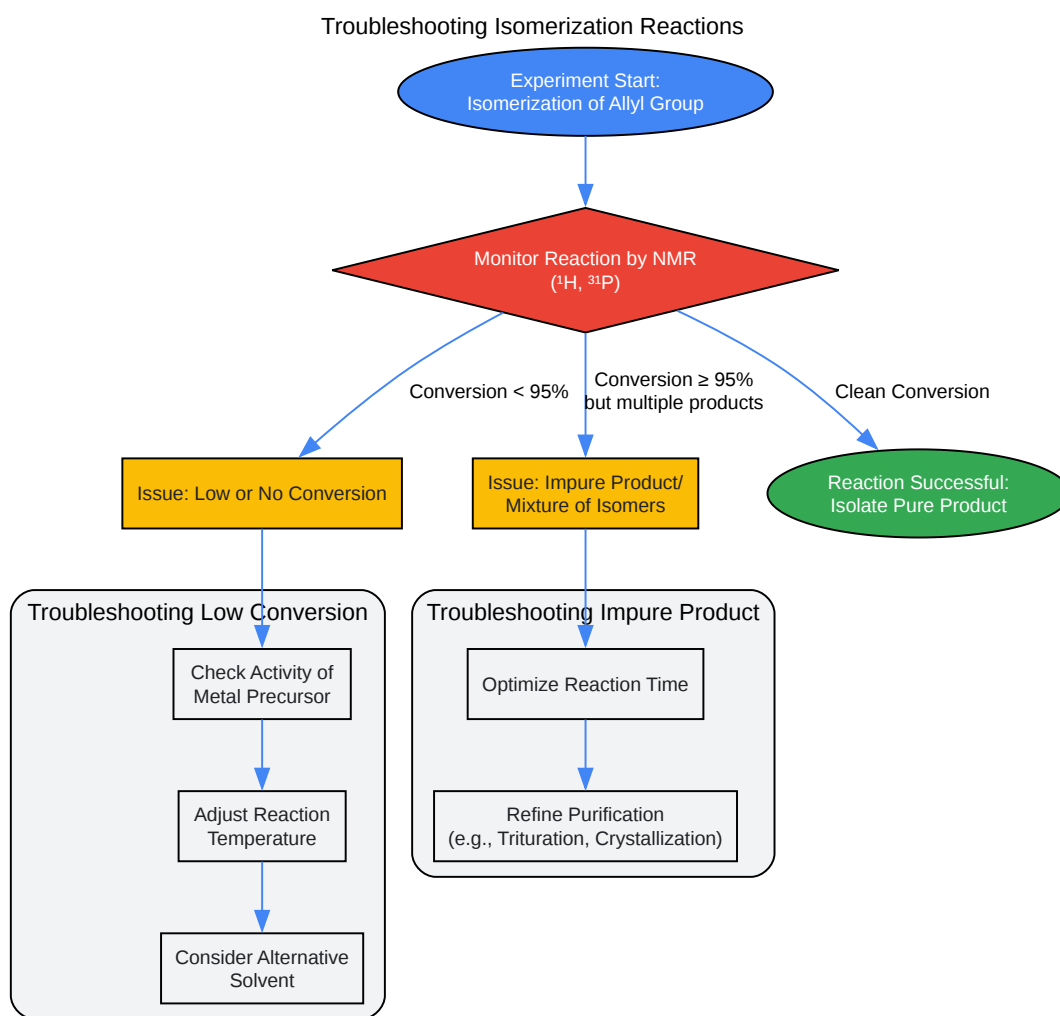 Troubleshooting Isomerization Reactions
Experiment Start:
Isomerization of Allyl Group
Monitor Reaction by NMR
(¹H, ³¹P)
Conversion < 95%
Conversion ≥ 95%
but multiple products
Clean Conversion
Issue: Low or No Conversion
Issue: Impure Product/
Mixture of Isomers
Reaction Successful:
Isolate Pure Product
Troubleshooting Low Conversion
Check Activity of
Metal Precursor
Adjust Reaction
Temperature
Consider Alternative
Solvent
Troubleshooting Impure Product
Optimize Reaction Time
Refine Purification
(e.g., Trituration, Crystallization)